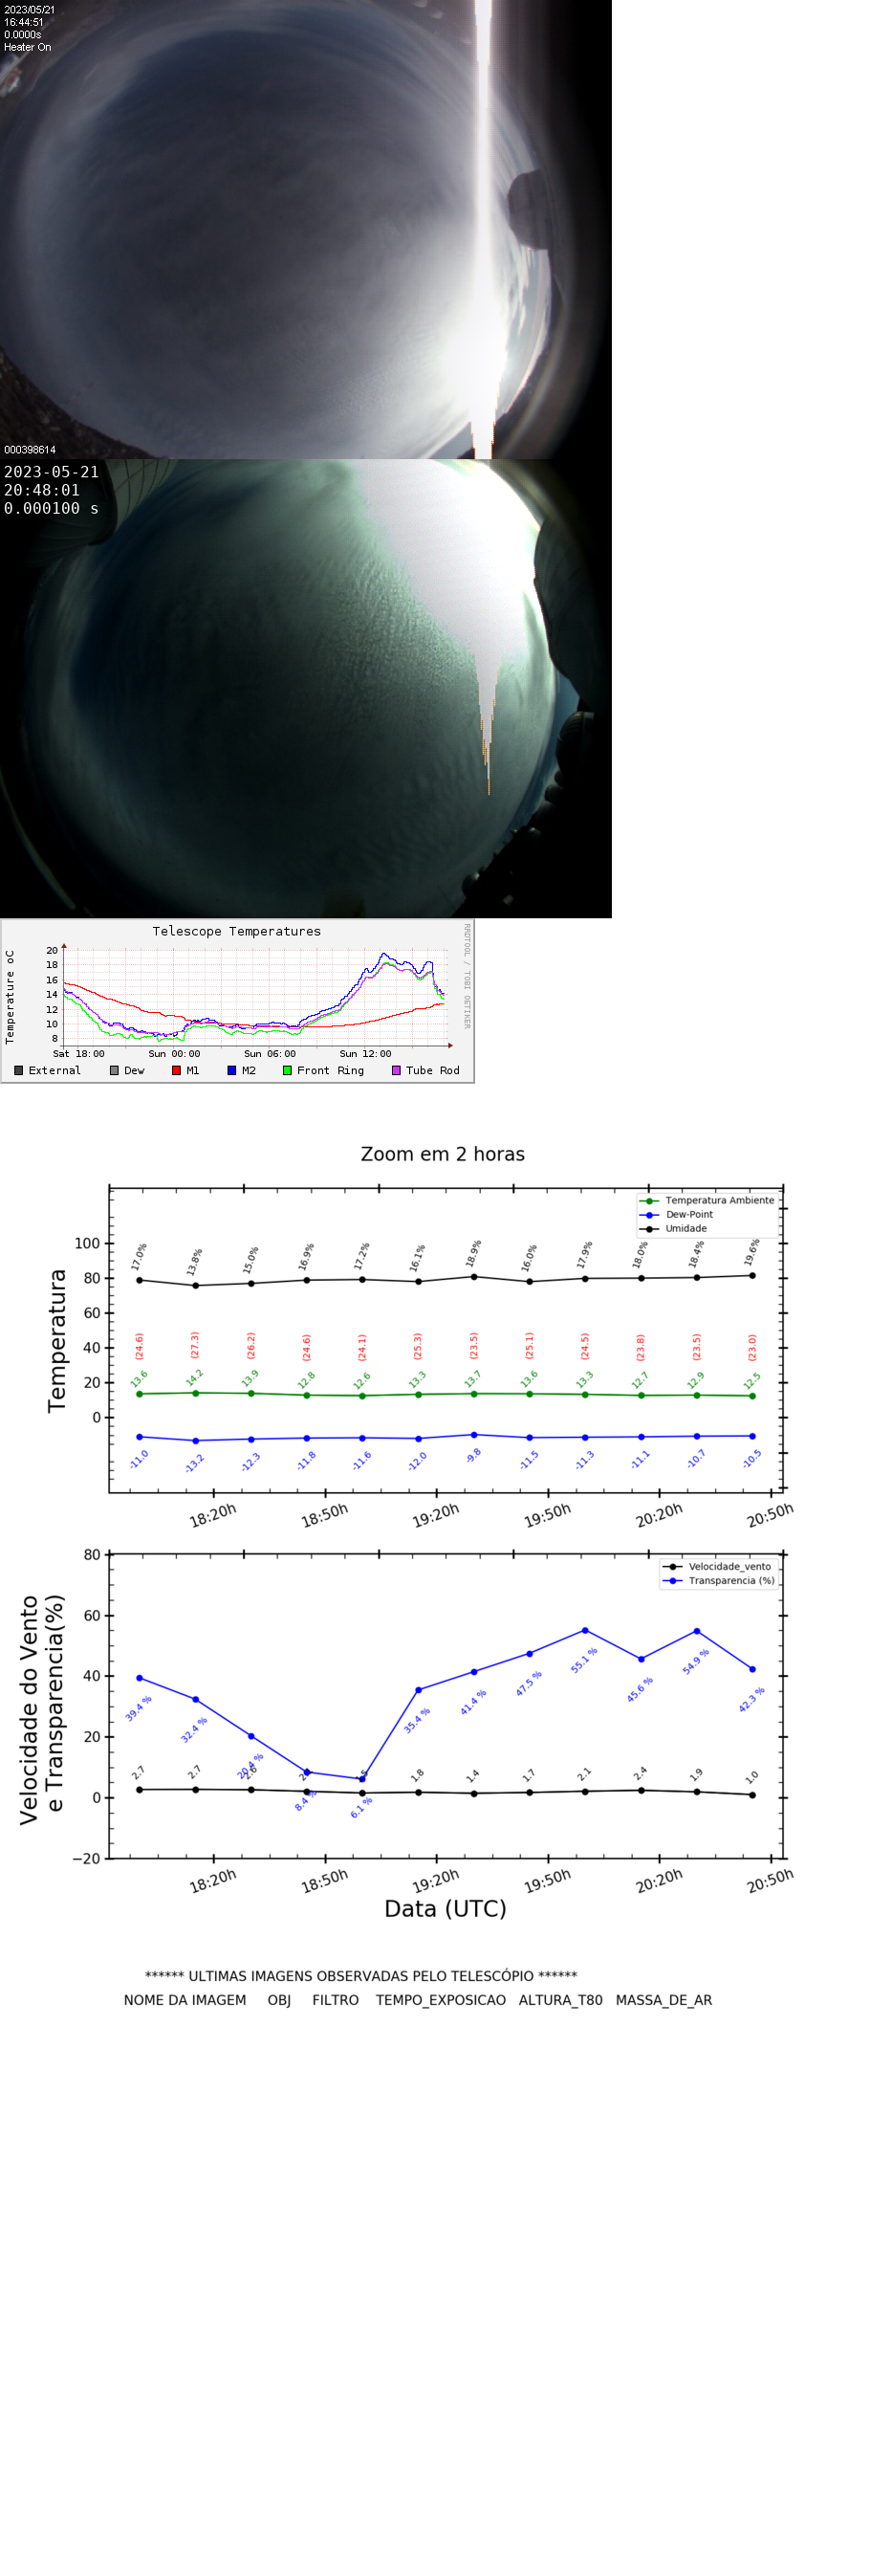 2023/05/21
16:44:51
0.0000s
Heater On
000398614
2023-05-21
20:48:01
0.000100 s
Telescope Temperatures
RRDTOOL / TOBI OETIKER
Temperature oC
20
18
16
14
12
10
8
Sat 18:00 Sun 00:00 Sun 06:00 Sun 12:00
External Dew M1 M2 Front Ring Tube Rod
Zoom em 2 horas
Temperatura Ambiente
Dew-Point
Umidade
Temperatura
100
80
60
40
20
0
17.0% 13.8% 15.0% 16.9% 17.2% 16.1% 18.9% 16.0% 17.9% 18.0% 18.4% 19.6%
(24.6) (27.3) (26.2) (24.6) (24.1) (25.3) (23.5) (25.1) (24.5) (23.8) (23.5) (23.0)
13.6 14.2 13.9 12.8 12.6 13.3 13.7 13.6 13.3 12.7 12.9 12.5
-11.0 -13.2 -12.3 -11.8 -11.6 -12.0 -9.8 -11.5 -11.3 -11.1 -10.7 -10.5
18:20h 18:50h 19:20h 19:50h 20:20h 20:50h
Velocidade_vento
Transparencia (%)
Velocidade do Vento
e Transparencia(%)
80
60
40
20
0
−20
39.4 % 32.4 % 20.4 % 8.4 % 6.1 % 35.4 % 41.4 % 47.5 % 55.1 % 45.6 % 54.9 % 42.3 %
2.7 2.7 2.6 1.8 1.4 1.7 2.1 2.4 1.9 1.0
18:20h 18:50h 19:20h 19:50h 20:20h 20:50h
Data (UTC)
****** ULTIMAS IMAGENS OBSERVADAS PELO TELESCÓPIO ******
NOME DA IMAGEM OBJ FILTRO TEMPO_EXPOSICAO ALTURA_T80 MASSA_DE_AR